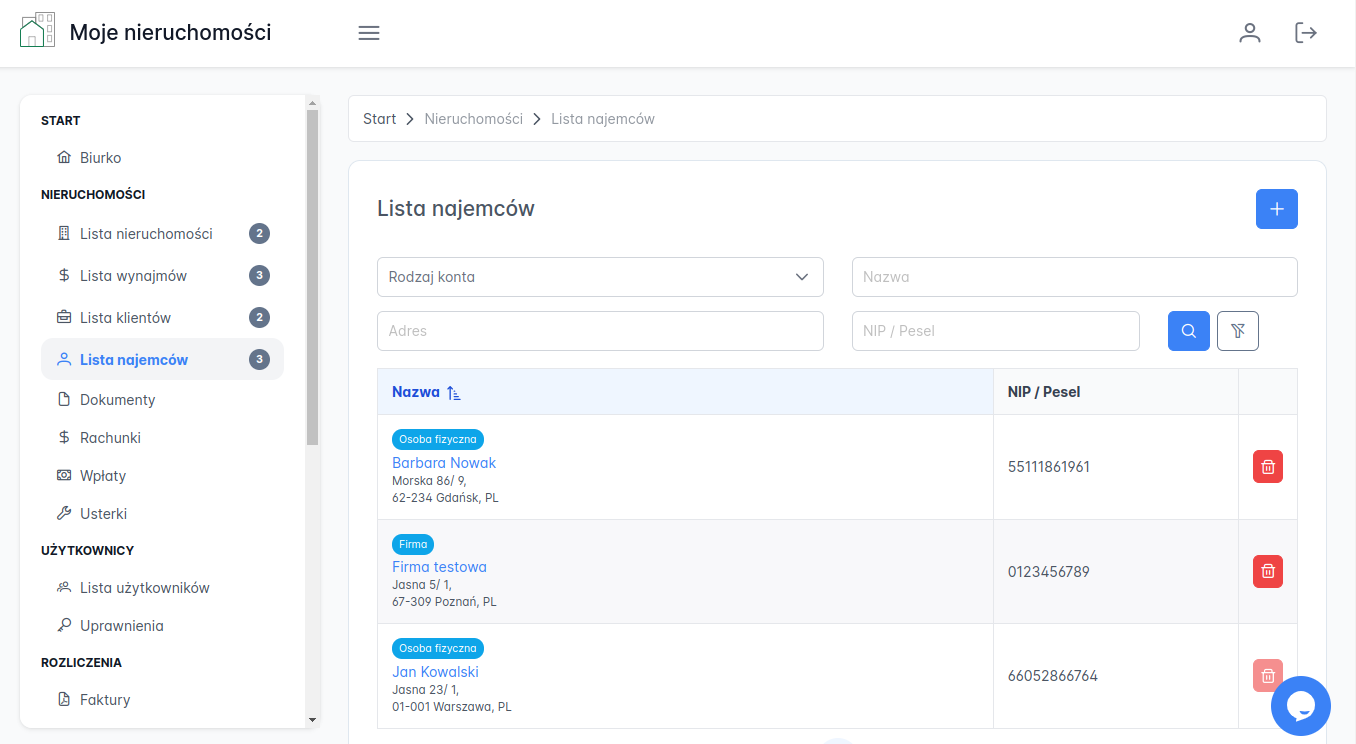 Moje nieruchomości
START
Biurko
NIERUCHOMOŚCI
Lista nieruchomości 2
Lista wynajmów 3
Lista klientów 2
Lista najemców 3
Dokumenty
Rachunki
Wpłaty
Usterki
UŻYTKOWNICY
Lista użytkowników
Uprawnienia
ROZLICZENIA
Faktury
Start > Nieruchomości > Lista najemców
Lista najemców
Rodzaj konta
Nazwa
Adres
NIP / Pesel
Nazwa NIP / Pesel
Osoba fizyczna
Barbara Nowak
Morska 86/ 9,
62-234 Gdańsk, PL
55111861961
Firma
Firma testowa
Jasna 5/ 1,
67-309 Poznań, PL
0123456789
Osoba fizyczna
Jan Kowalski
Jasna 23/ 1,
01-001 Warszawa, PL
66052866764